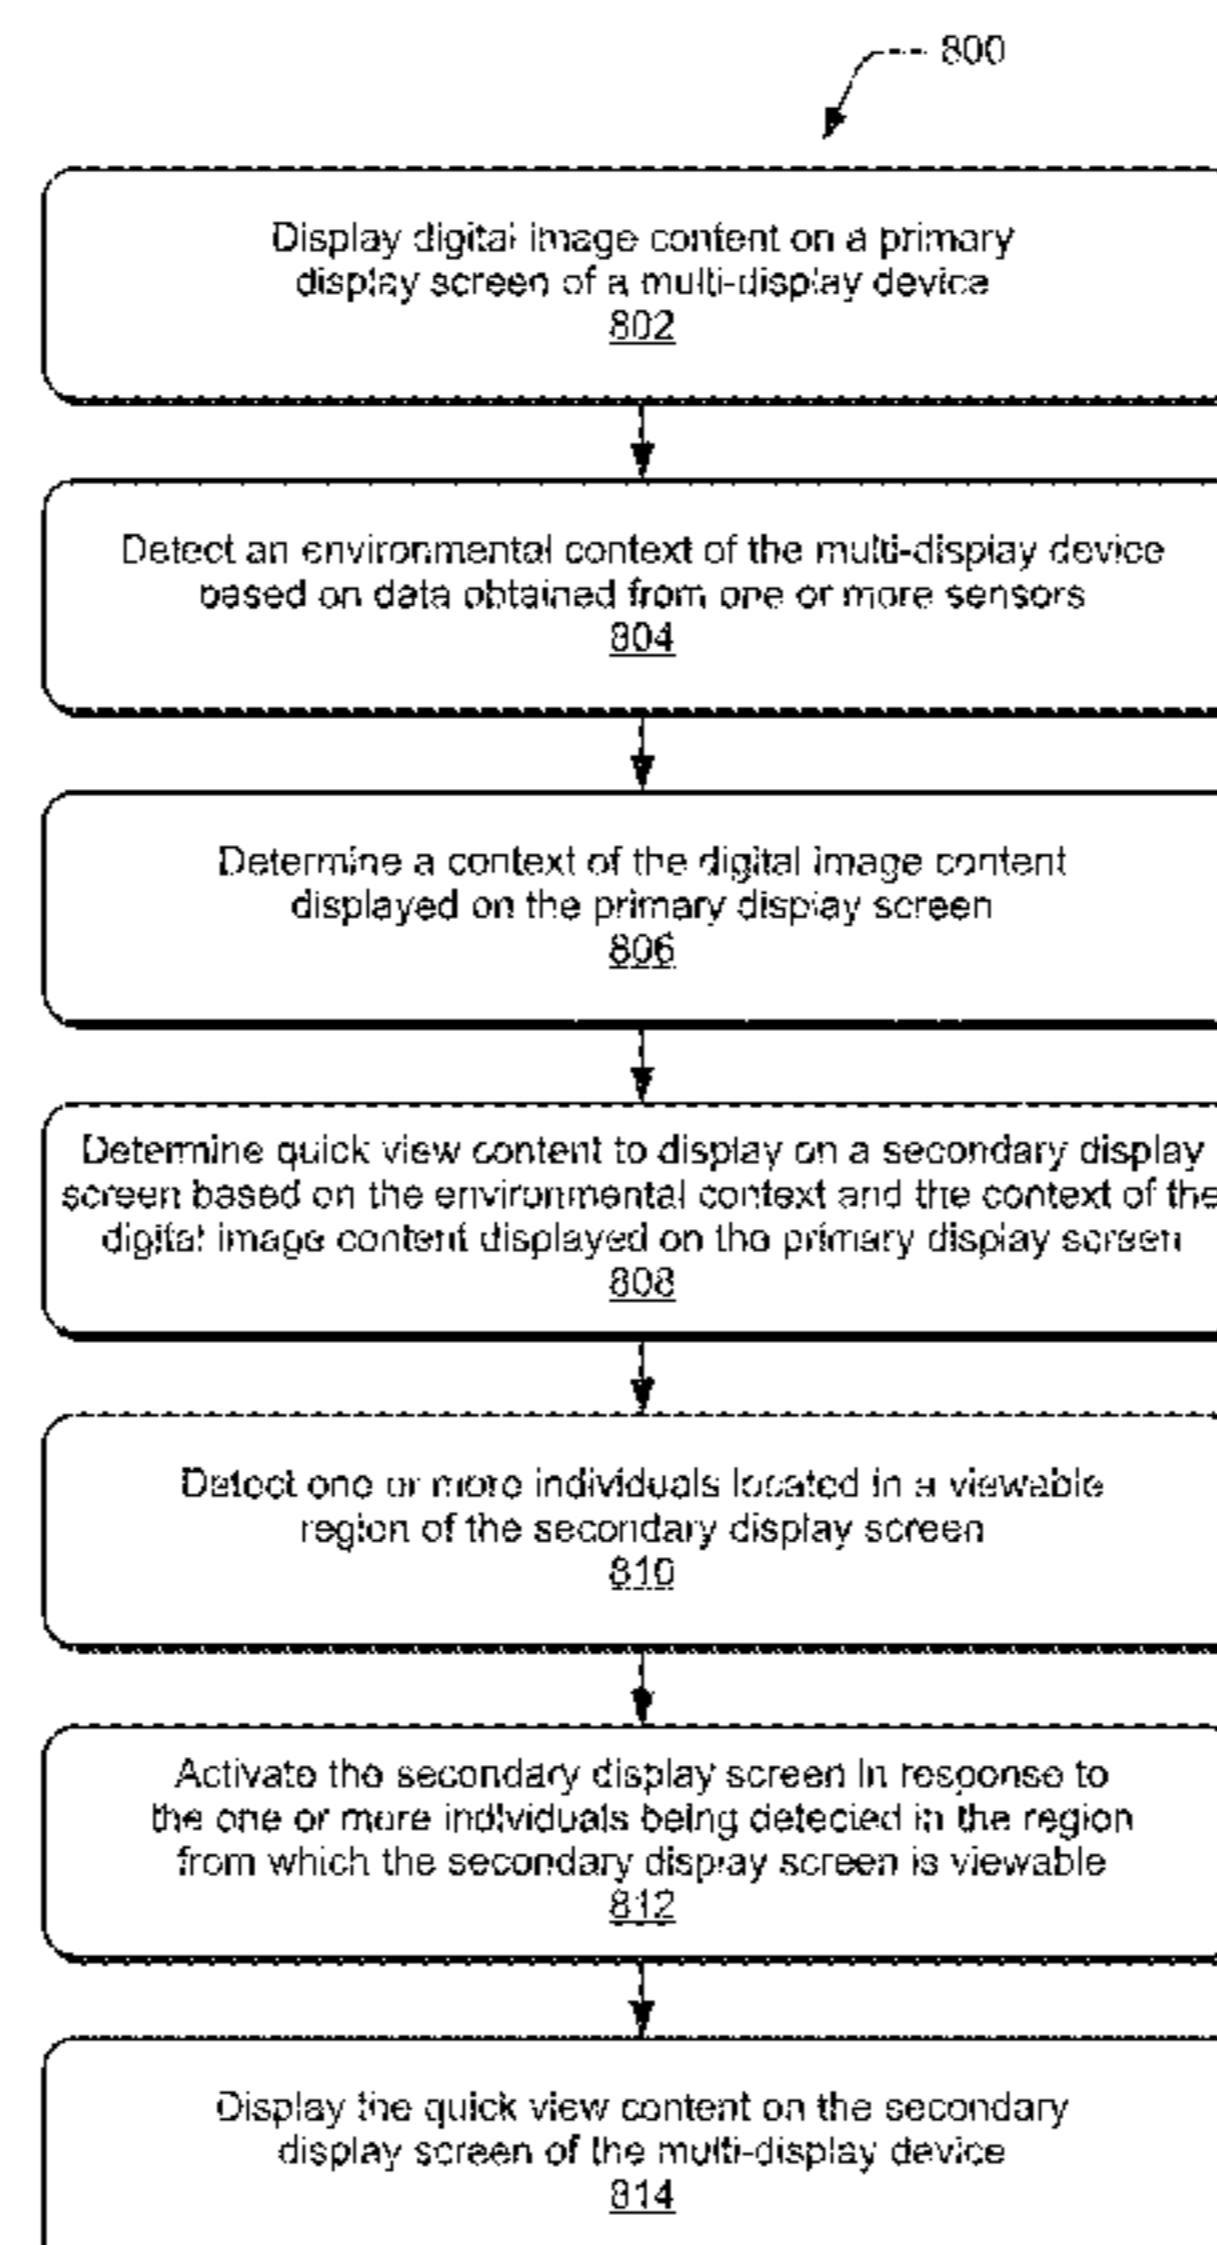 800
Display digital image content on a primary
display screen of a multi-display device
802
Detect an environmental context of the multi-display device
based on data obtained from one or more sensors
804
Determine a context of the digital image content
displayed on the primary display screen
806
Determine quick view content to display on a secondary display
screen based on the environmental context and the context of the
digital image content displayed on the primary display screen
808
Detect one or more individuals located in a viewable
region of the secondary display screen
810
Activate the secondary display screen in response to
the one or more individuals being detected in the region
from which the secondary display screen is viewable
812
Display the quick view content on the secondary
display screen of the multi-display device
814